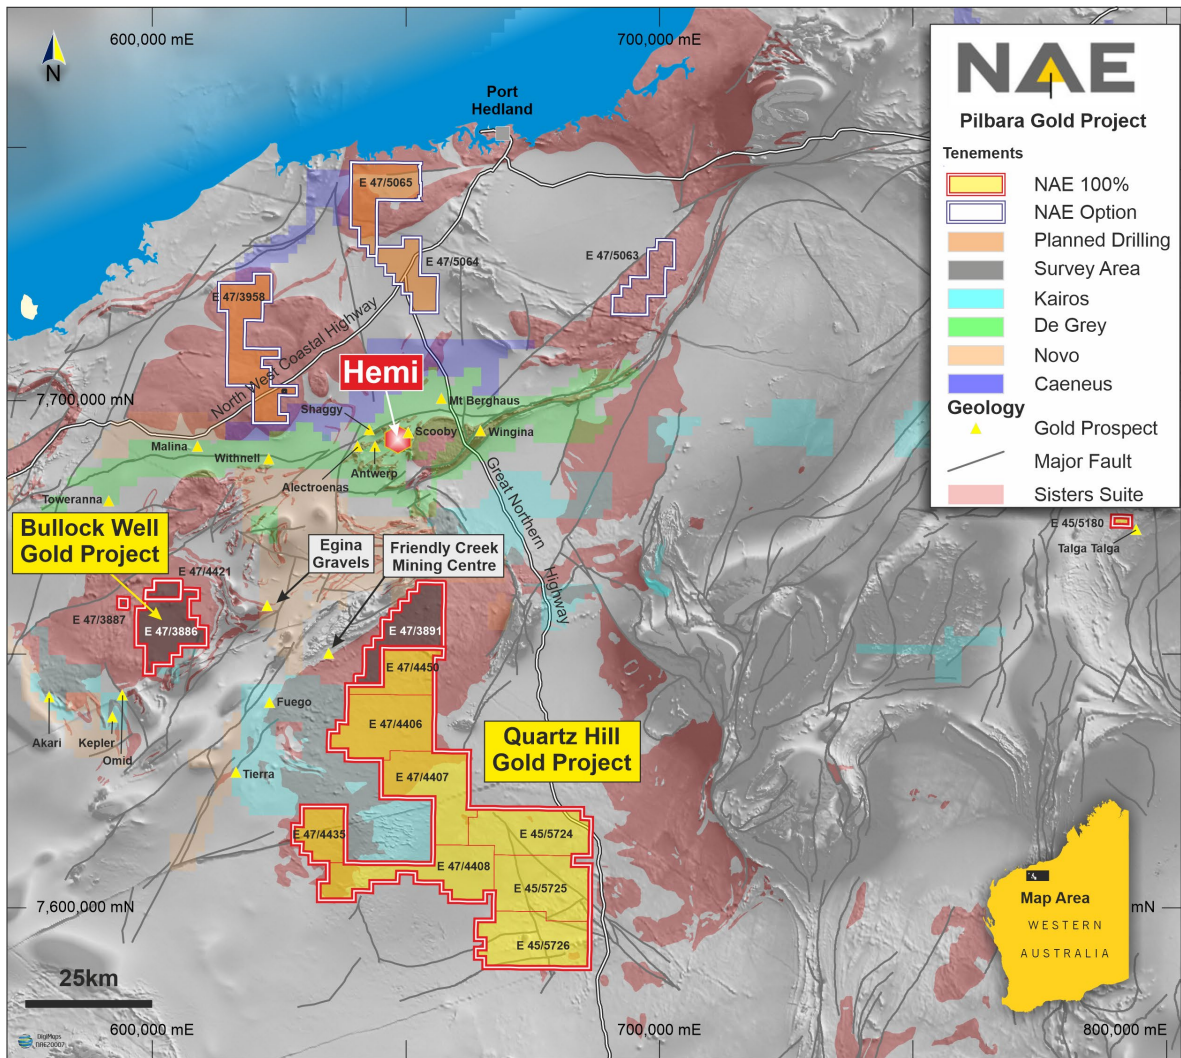 600,000 mE
700,000 mE
N
Port
Hedland
NAE
Pilbara Gold Project
Tenements
NAE 100%
NAE Option
Planned Drilling
Survey Area
Kairos
De Grey
Novo
Caeneus
Geology
Gold Prospect
Major Fault
Sisters Suite
E 47/5065
E 47/5064
E 47/5063
E 47/3958
North West Coastal Highway
Hemi
7,700,000 mN
Shaggy
Mt Berghaus
Scooby
Wingina
Malina
Withnell
Antwerp
Alectroenas
Great Northern
Highway
Toweranna
Bullock Well
Gold Project
Egina
Gravels
Friendly Creek
Mining Centre
E 45/5180
Talga Talga
E 47/4421
E 47/3887
E 47/3886
E 47/3891
E 47/4450
Fuego
E 47/4406
Quartz Hill
Gold Project
Akari
Kepler
Omid
Tierra
E 47/4407
E 47/4435
E 45/5724
E 47/4408
E 45/5725
E 45/5726
7,600,000 mN
mN
Map Area
WESTERN
AUSTRALIA
25km
600,000 mE
700,000 mE
800,000 mE
DigiMaps
NAE20007